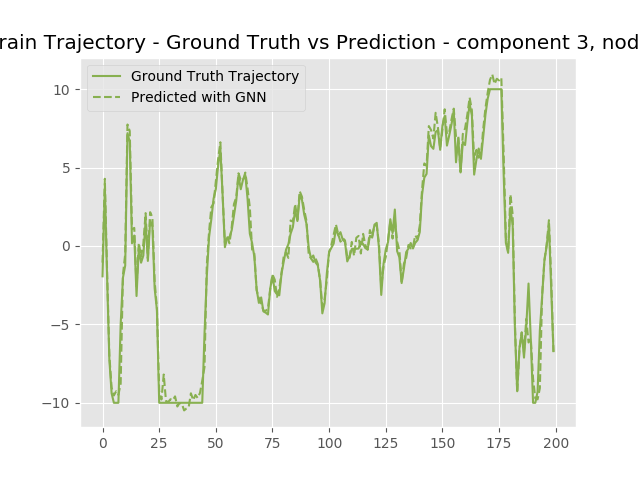 rain Trajectory - Ground Truth vs Prediction - component 3, nod
Ground Truth Trajectory
Predicted with GNN
10
5
0
−5
−10
0 25 50 75 100 125 150 175 200